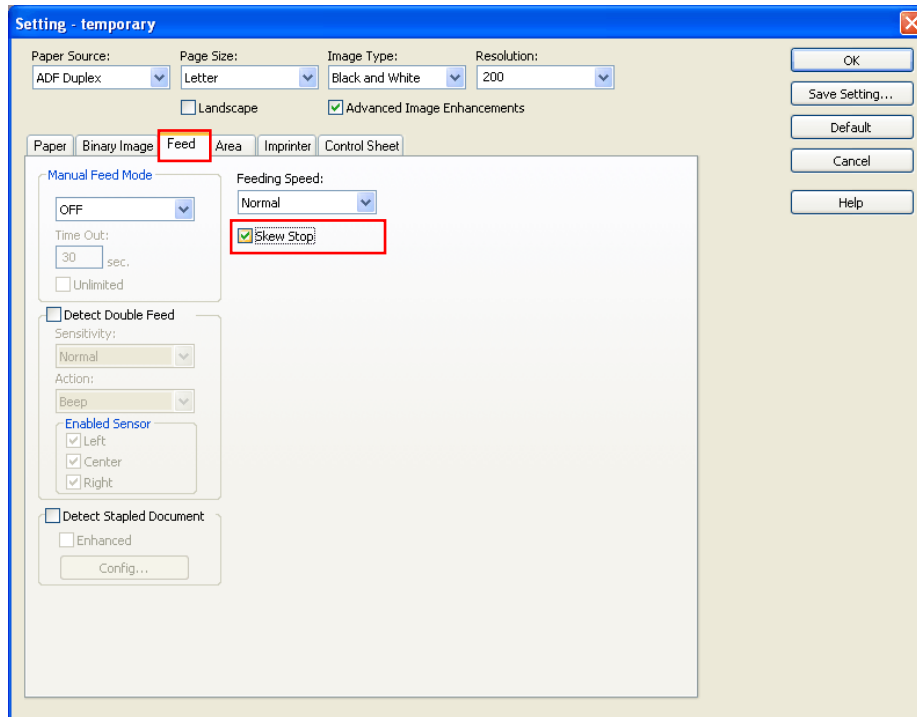 Setting - temporary
Paper Source: Page Size: Image Type: Resolution:
ADF Duplex Letter Black and White 200
Landscape Advanced Image Enhancements
OK
Save Setting...
Default
Cancel
Help
Paper Binary Image Feed Area Imprinter Control Sheet
Manual Feed Mode
OFF
Time Out:
30 sec.
Unlimited
Feeding Speed:
Normal
Skew Stop
Detect Double Feed
Sensitivity:
Normal
Action:
Beep
Enabled Sensor
Left
Center
Right
Detect Stapled Document
Enhanced
Config...